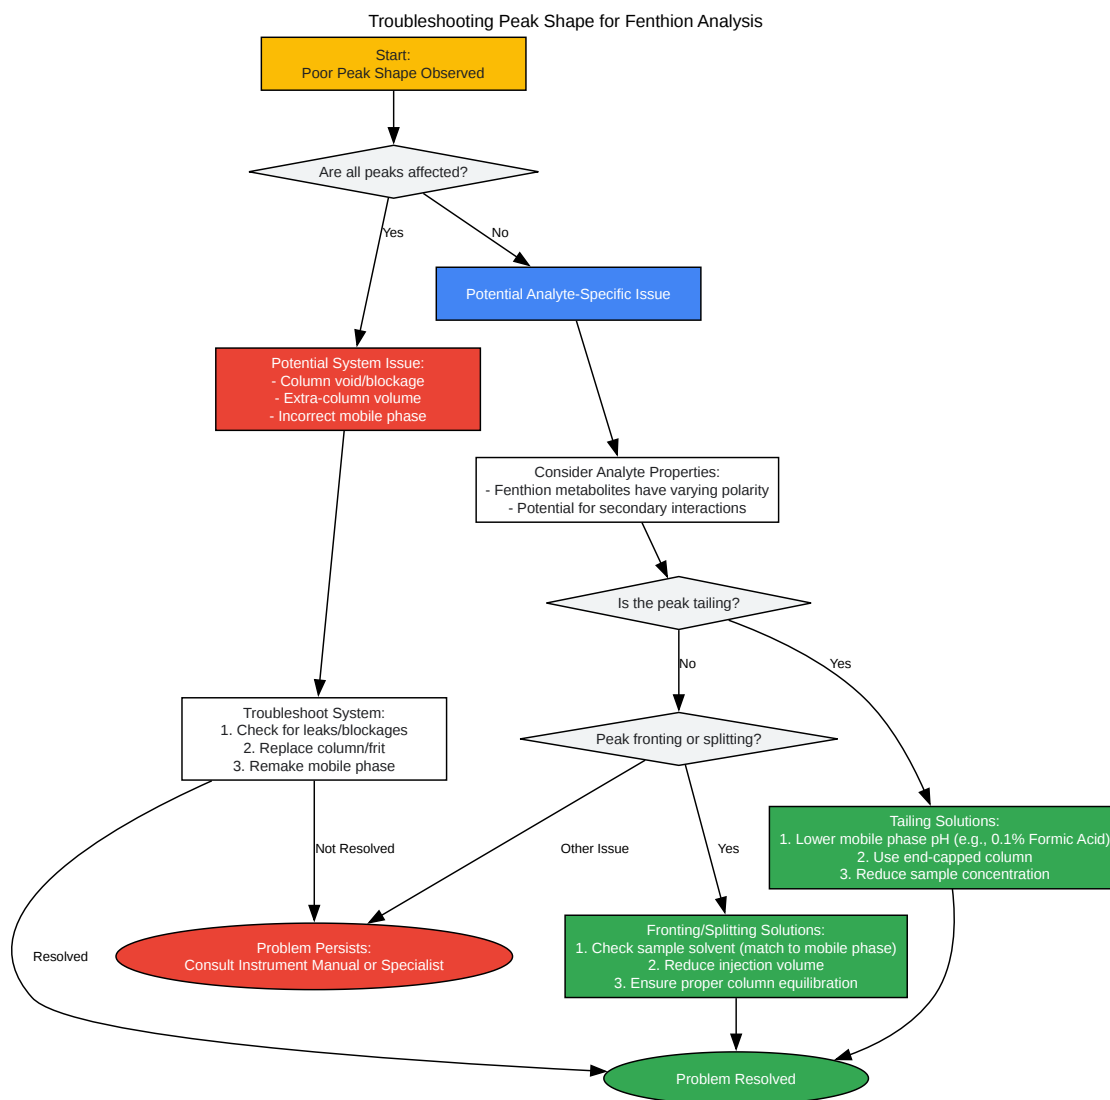 Troubleshooting Peak Shape for Fenthion Analysis
Start:
Poor Peak Shape Observed
Are all peaks affected?
Yes
No
Potential Analyte-Specific Issue
Potential System Issue:
- Column void/blockage
- Extra-column volume
- Incorrect mobile phase
Consider Analyte Properties:
- Fenthion metabolites have varying polarity
- Potential for secondary interactions
Is the peak tailing?
No
Yes
Troubleshoot System:
1. Check for leaks/blockages
2. Replace column/frit
3. Remake mobile phase
Peak fronting or splitting?
Not Resolved
Other Issue
Yes
Tailing Solutions:
1. Lower mobile phase pH (e.g., 0.1% Formic Acid)
2. Use end-capped column
3. Reduce sample concentration
Resolved
Problem Persists:
Consult Instrument Manual or Specialist
Fronting/Splitting Solutions:
1. Check sample solvent (match to mobile phase)
2. Reduce injection volume
3. Ensure proper column equilibration
Problem Resolved